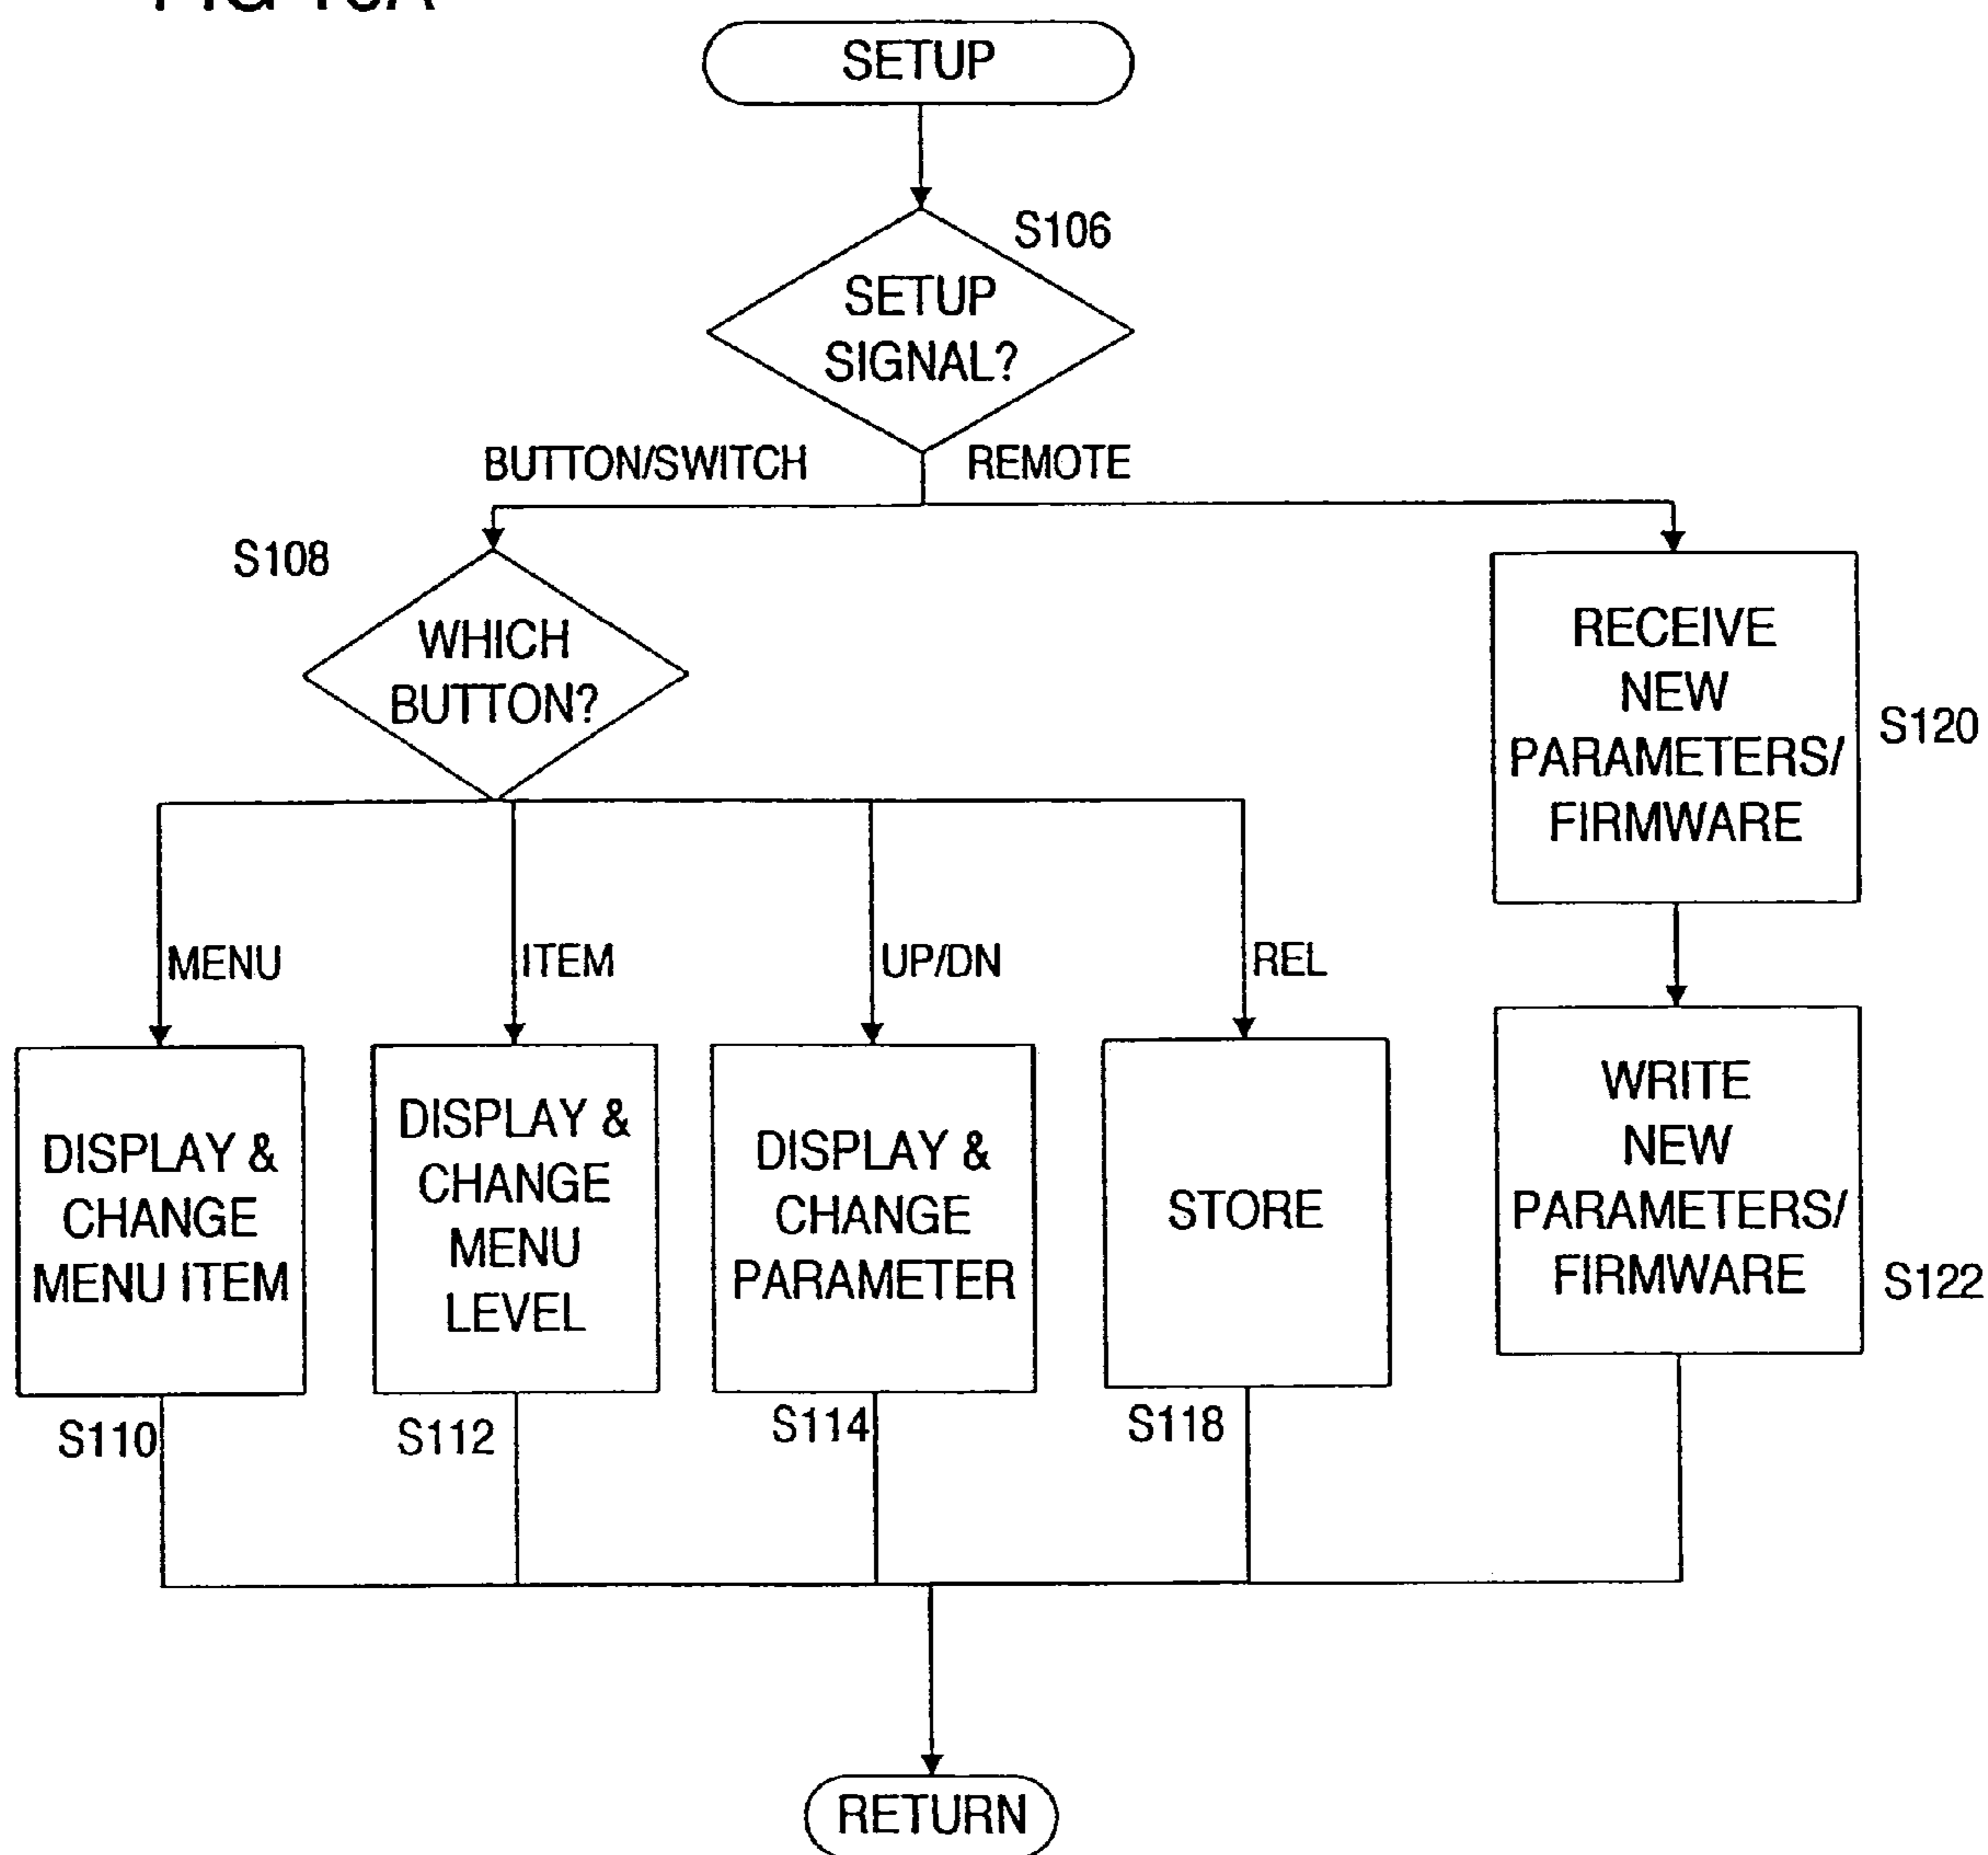 SETUP
S106
SETUP
SIGNAL?
BUTTON/SWITCH
REMOTE
S108
WHICH
BUTTON?
RECEIVE
NEW
PARAMETERS/
FIRMWARE
S120
MENU
ITEM
UP/DN
REL
DISPLAY &
CHANGE
MENU ITEM
S110
DISPLAY &
CHANGE
MENU
LEVEL
S112
DISPLAY &
CHANGE
PARAMETER
S114
STORE
S118
WRITE
NEW
PARAMETERS/
FIRMWARE
S122
RETURN